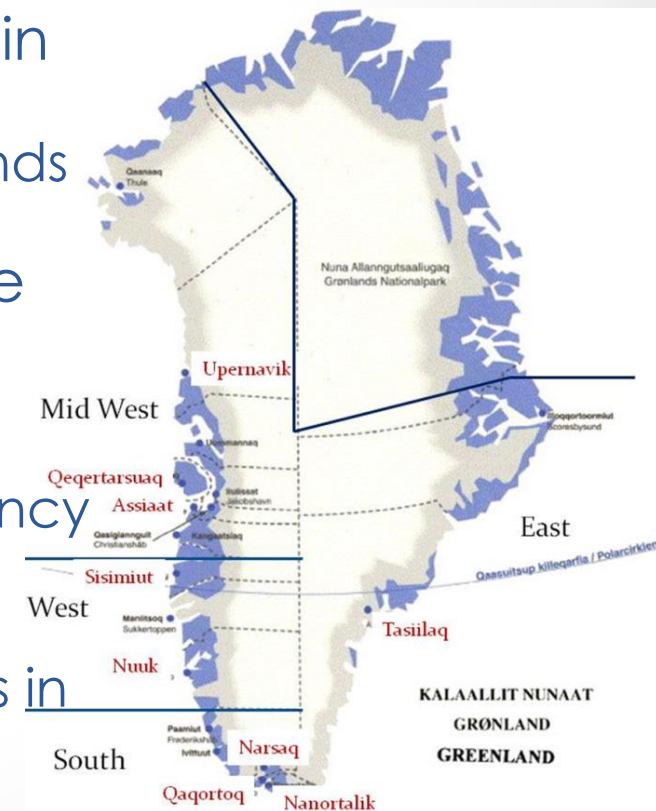 in
nds
e
ncy
s in
Qaanaaq
Thule
Nuna Allanngutsaaliugaq
Grønlands Nationalpark
Upernavik
Mid West
Uummannaq
Qeqertarsuaq
Ilulissat
Jakobshavn
Assiaat
Qasigiannguit
Christianshåb
Kangaatsiaq
Illoqqortoormiut
Scoresbysund
East
Qaasuitsup killeqarfia / Polarcirklen
Sisimiut
West
Maniitsoq
Sukkertoppen
Tasiilaq
Nuuk
KALAALLIT NUNAAT
GRØNLAND
GREENLAND
Paamiut
Frederikshåb
Ivittuut
South
Narsaq
Qaqortoq
Nanortalik